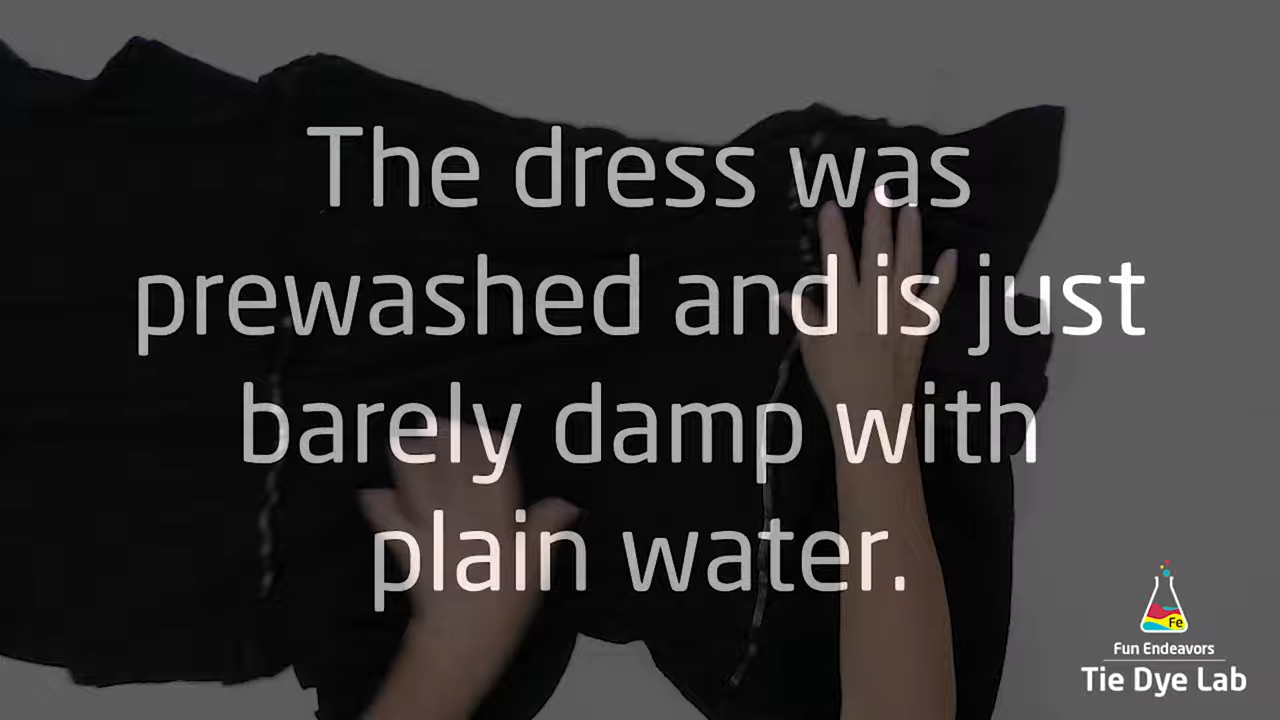 The dress was
prewashed and is just
barely damp with
plain water.
Fe
Fun Endeavors
Tie Dye Lab